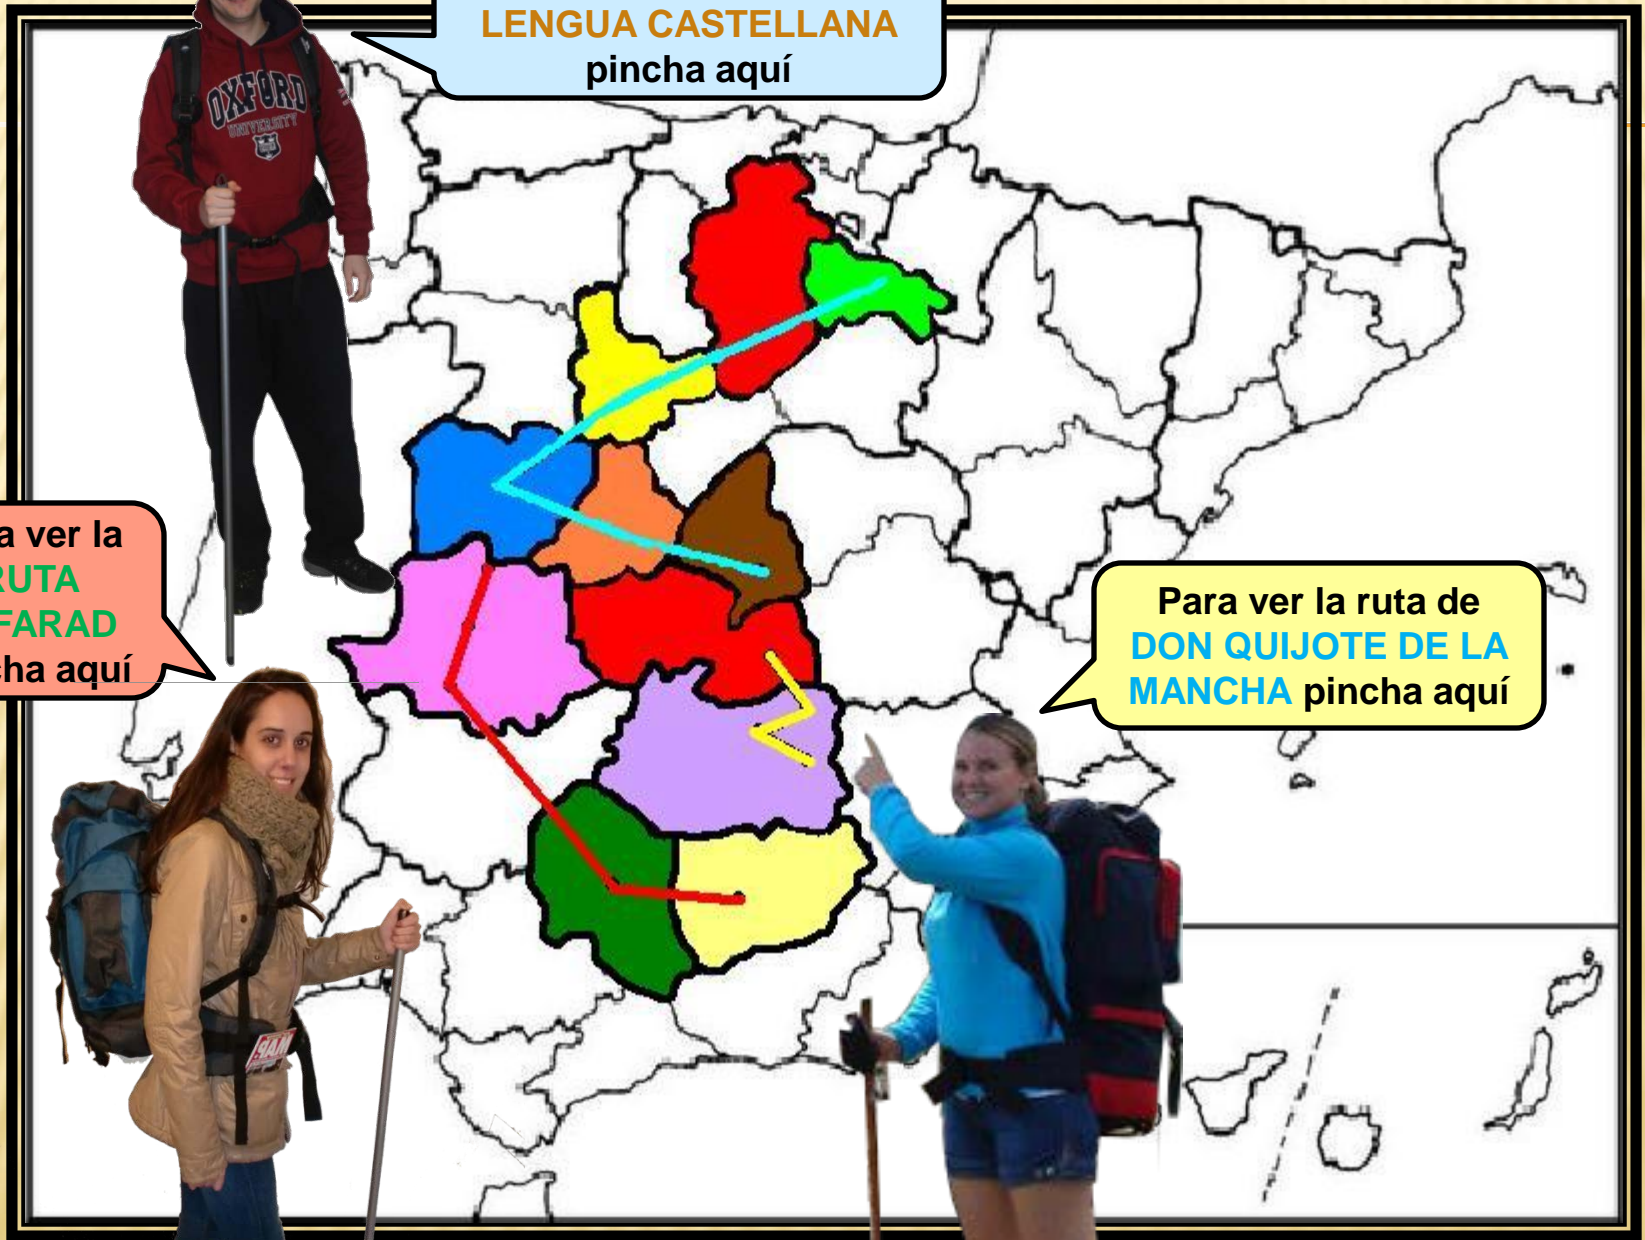 LENGUA CASTELLANA
pincha aquí
OXFORD
UNIVERSITY
a ver la
RUTA
FARAD
cha aquí
Para ver la ruta de
DON QUIJOTE DE LA
MANCHA pincha aquí
MAP.